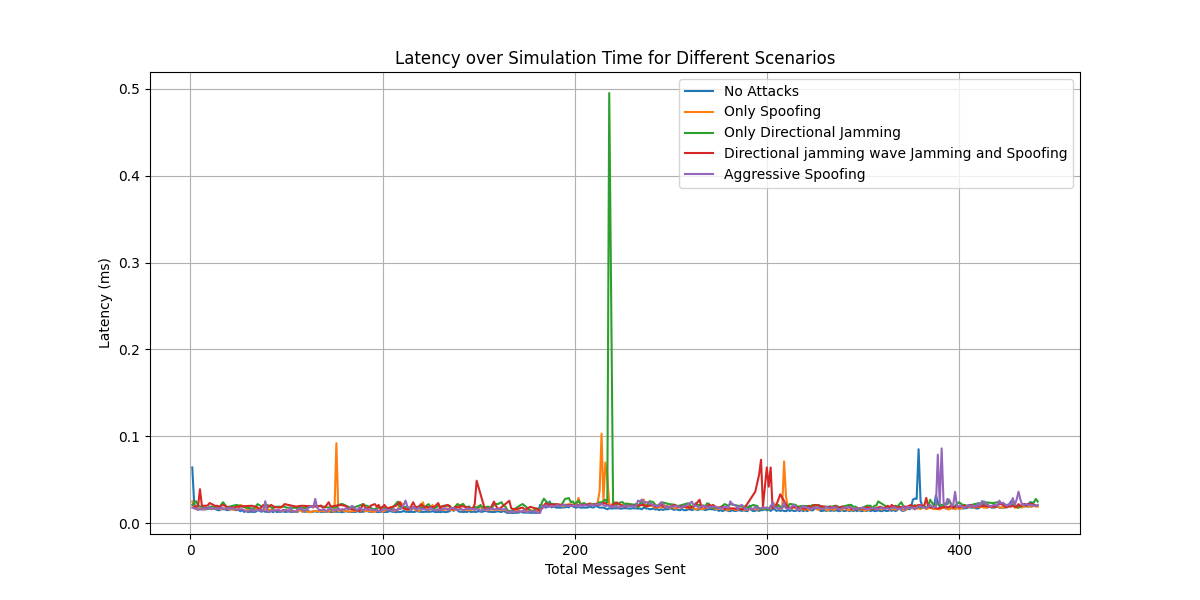 Latency over Simulation Time for Different Scenarios
0.5
0.4
0.3
0.2
0.1
0.0
Latency (ms)
No Attacks
Only Spoofing
Only Directional Jamming
Directional jamming wave Jamming and Spoofing
Aggressive Spoofing
0 100 200 300 400
Total Messages Sent